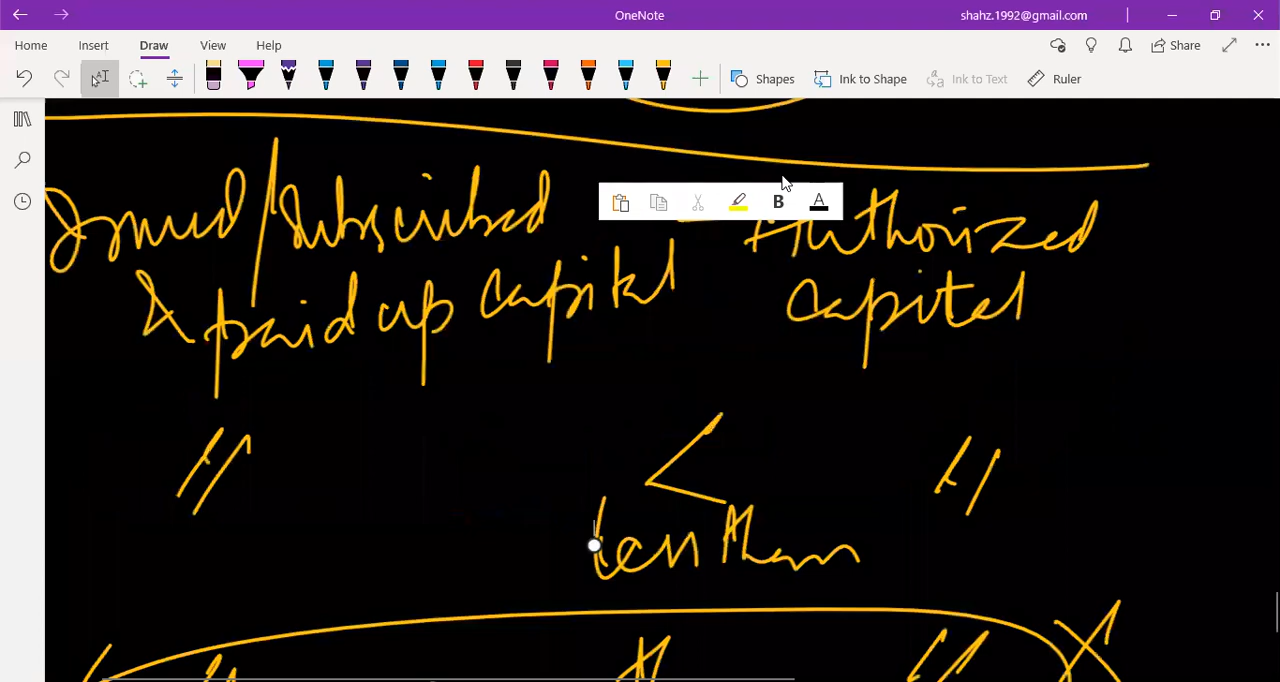 OneNote
shahz.1992@gmail.com
Home Insert Draw View Help
Share
Shapes Ink to Shape Ink to Text Ruler
B A
Issued/Subscribed
& paid up capital
Authorized
Capital
"
<
"
Less than
"
"